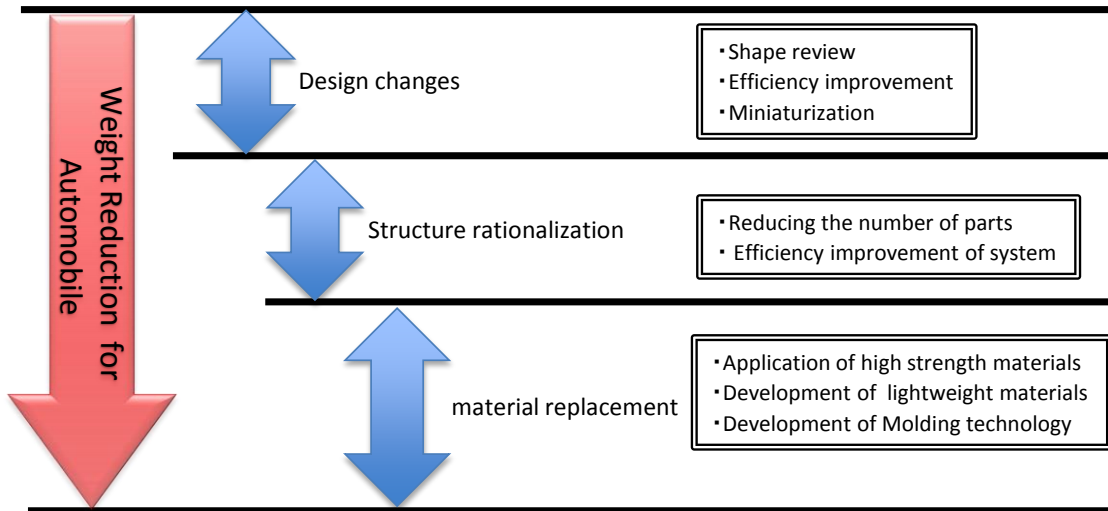 Weight Reduction for
Automobile
Design changes
・Shape review
・Efficiency improvement
・Miniaturization
Structure rationalization
・Reducing the number of parts
・ Efficiency improvement of system
material replacement
・Application of high strength materials
・Development of  lightweight materials
・Development of Molding technology